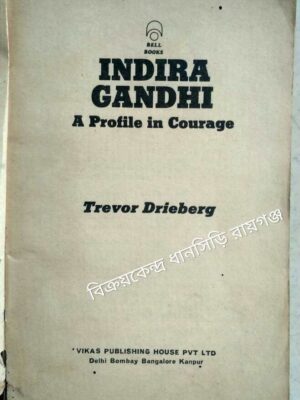 BELL
BOOKS
INDIRA
GANDHI
A Profile in Courage
Trevor Drieberg
বিক্রয়কেন্দ্র ধানসিড়ি রায়গঞ্জ
VIKAS PUBLISHING HOUSE PVT LTD
Delhi Bombay Bangalore Kanpur